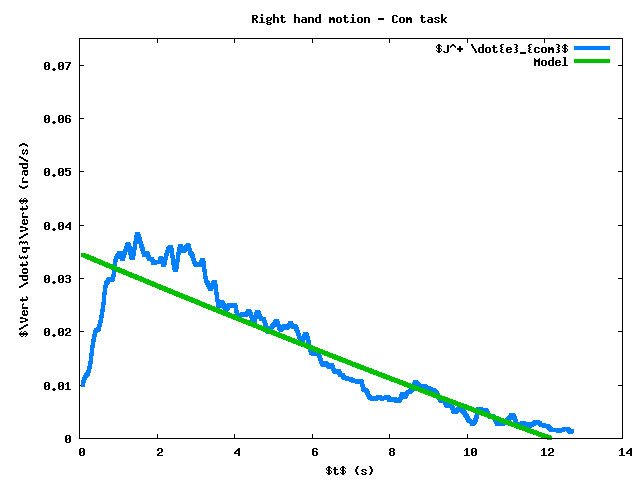 Right hand motion - Com task
$J^+ \dot{e}_{com}$
Model
0.07
0.06
0.05
0.04
0.03
0.02
0.01
0
$\Vert \dot{q}\Vert$ (rad/s)
0 2 4 6 8 10 12 14
$t$ (s)